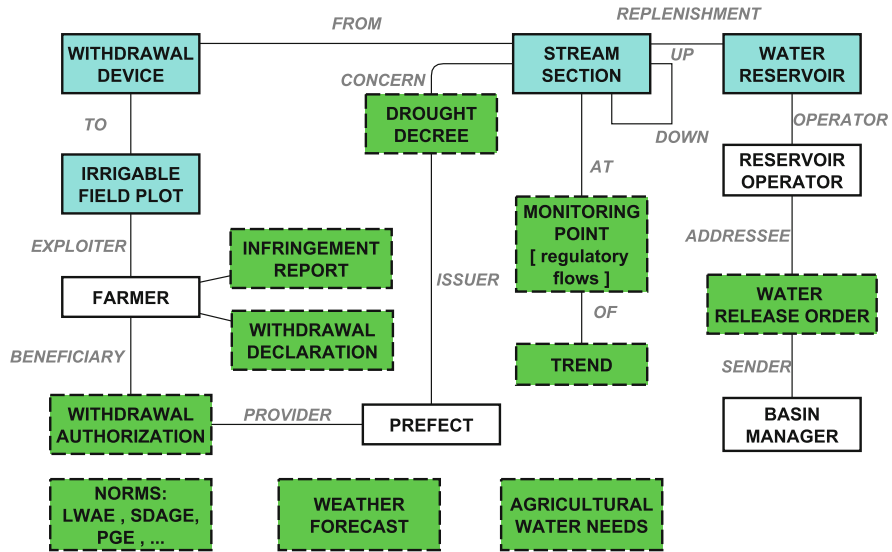 REPLENISHMENT
FROM
WITHDRAWAL
DEVICE
STREAM
SECTION
UP
WATER
RESERVOIR
CONCERN
DROUGHT
DECREE
TO
DOWN
OPERATOR
AT
IRRIGABLE
FIELD PLOT
RESERVOIR
OPERATOR
MONITORING
POINT
[ regulatory
flows ]
EXPLOITER
INFRINGEMENT
REPORT
ADDRESSEE
ISSUER
FARMER
WATER
RELEASE ORDER
OF
WITHDRAWAL
DECLARATION
BENEFICIARY
TREND
SENDER
WITHDRAWAL
AUTHORIZATION
PROVIDER
PREFECT
BASIN
MANAGER
NORMS:
LWAE , SDAGE,
PGE , ...
WEATHER
FORECAST
AGRICULTURAL
WATER NEEDS